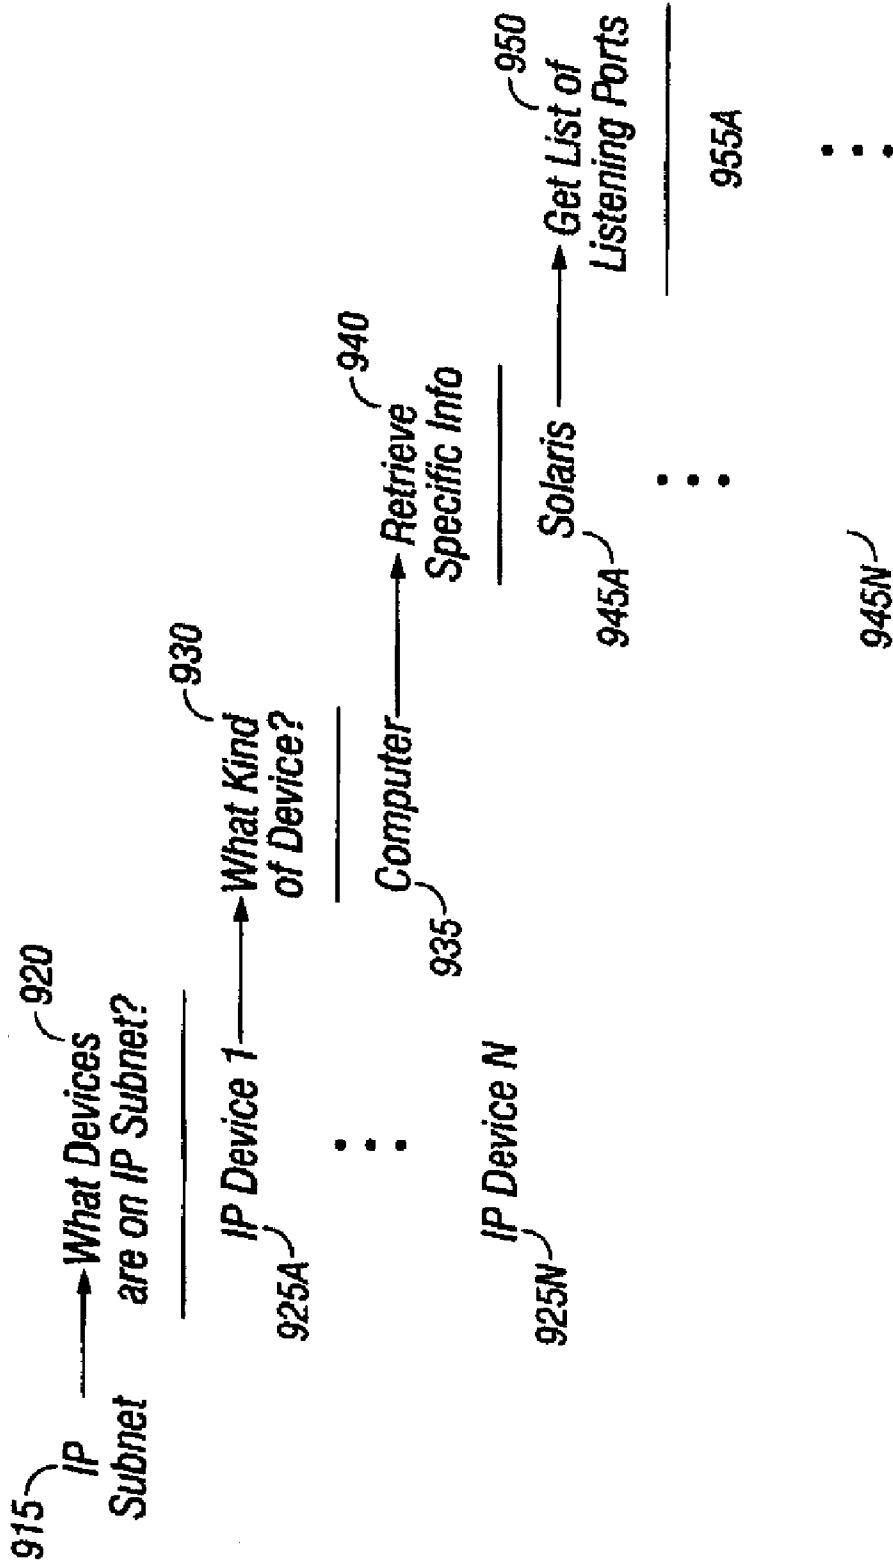 915
IP
Subnet
920
What Devices
are on IP Subnet?
IP Device 1
925A
IP Device N
925N
930
What Kind
of Device?
Computer
935
940
Retrieve
Specific Info
Solaris
945A
945N
950
Get List of
Listening Ports
955A